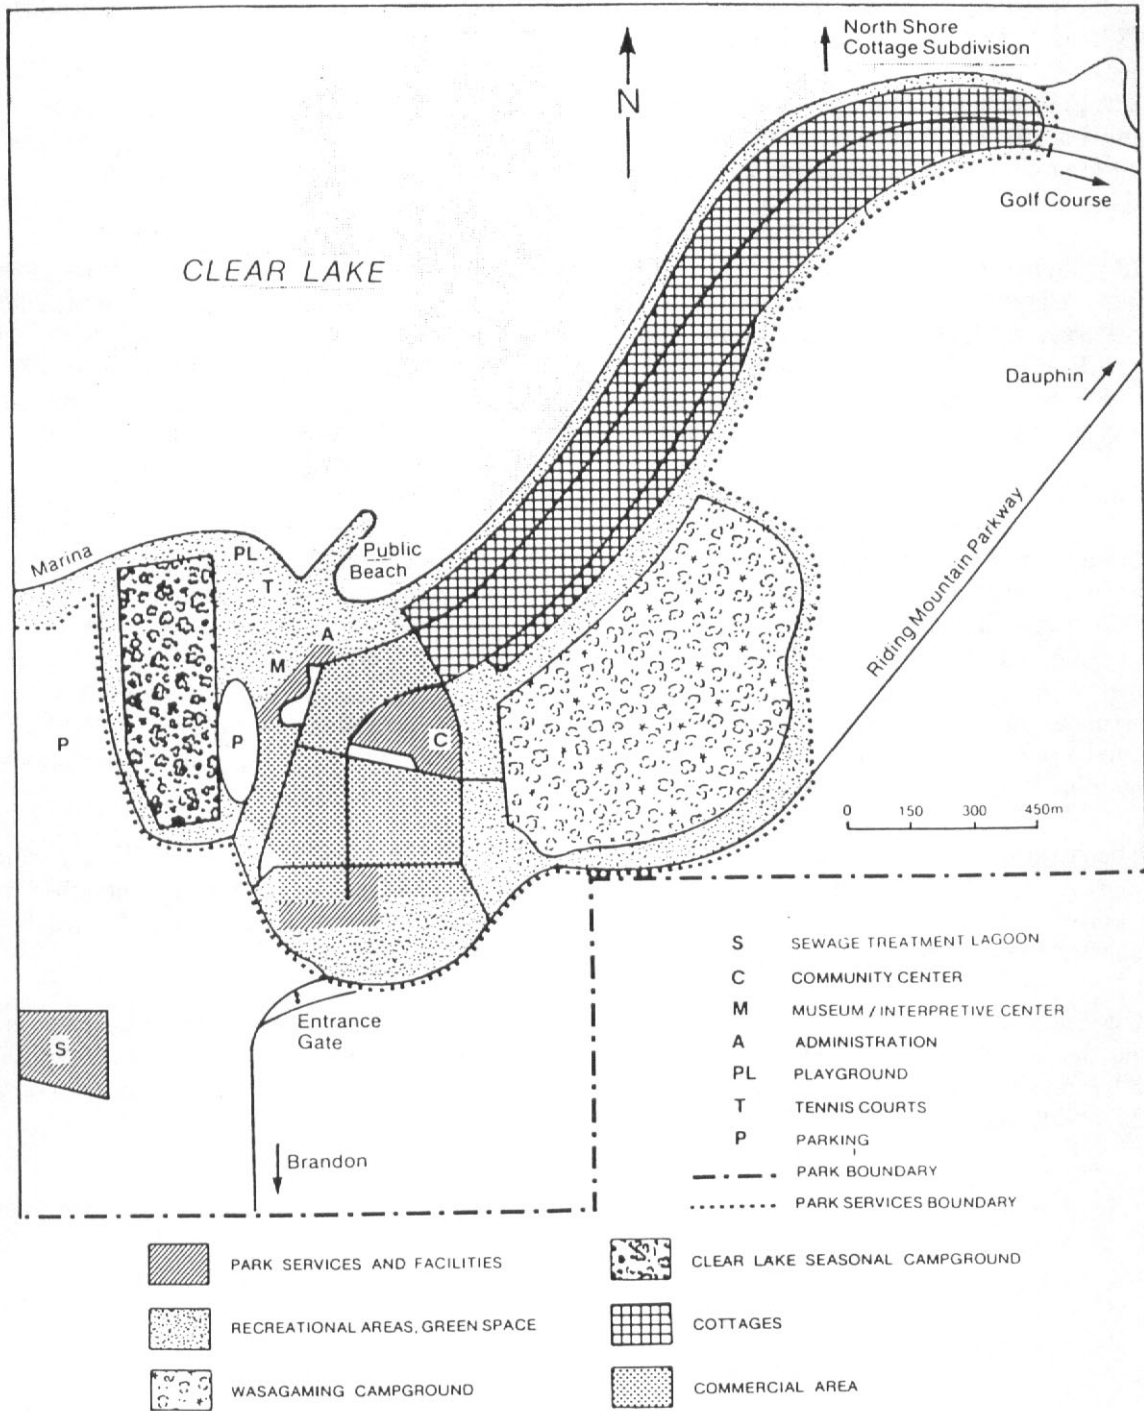 North Shore
Cottage Subdivision
N
Golf Course
CLEAR LAKE
Dauphin
Riding Mountain Parkway
Marina
PL
T
Public
Beach
A
M
P
P
C
0 150 300 450m
Entrance
Gate
S
Brandon
S SEWAGE TREATMENT LAGOON
C COMMUNITY CENTER
M MUSEUM / INTERPRETIVE CENTER
A ADMINISTRATION
PL PLAYGROUND
T TENNIS COURTS
P PARKING
PARK BOUNDARY
PARK SERVICES BOUNDARY
PARK SERVICES AND FACILITIES
RECREATIONAL AREAS, GREEN SPACE
WASAGAMING CAMPGROUND
CLEAR LAKE SEASONAL CAMPGROUND
COTTAGES
COMMERCIAL AREA